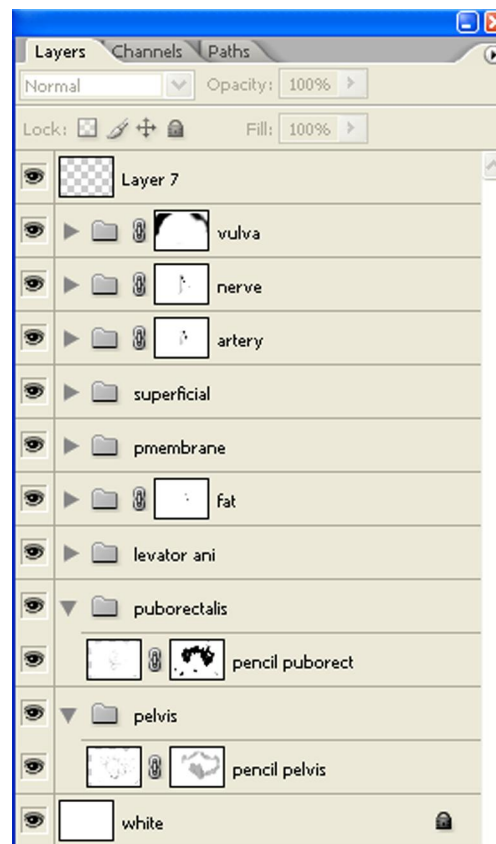 Layers Channels Paths
Normal Opacity: 100%
Lock: Fill: 100%
Layer 7
vulva
nerve
artery
superficial
pmembrane
fat
levator ani
puborectalis
pencil puborect
pelvis
pencil pelvis
white